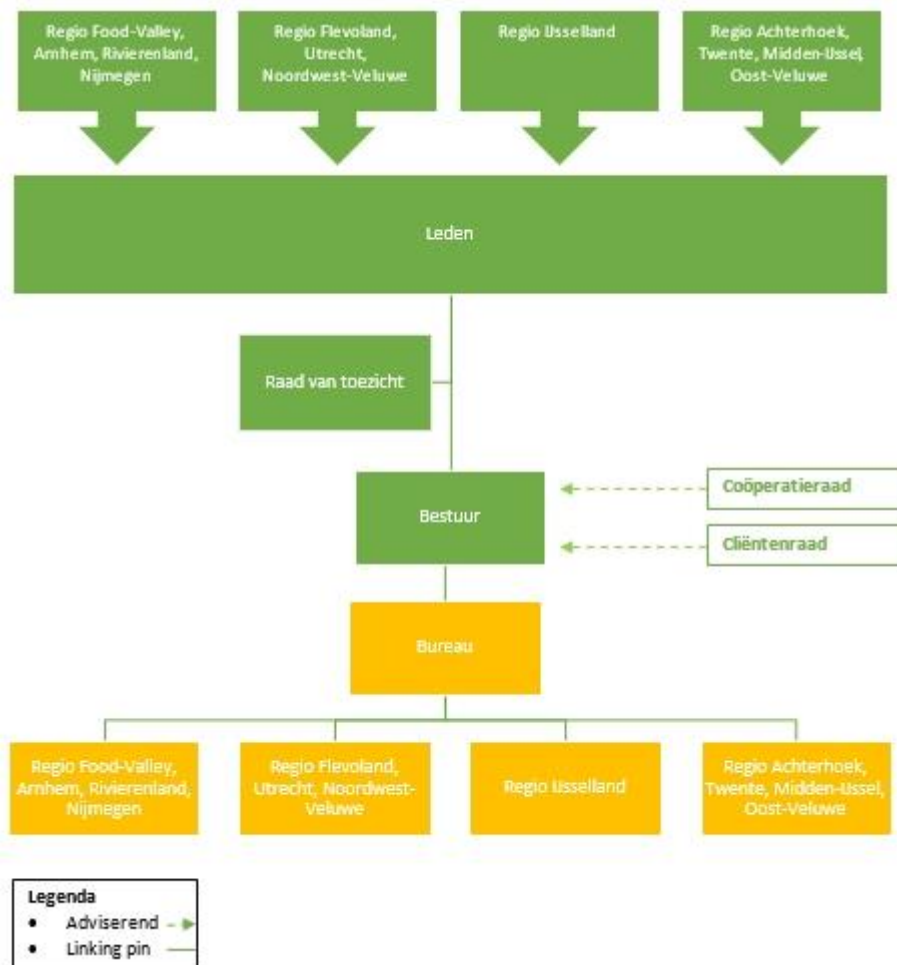 Regio Food-Valley,
Arnhem, Rivierenland,
Nijmegen
Regio Flevoland,
Utrecht,
Noordwest-Veluwe
Regio IJsselland
Regio Achterhoek,
Twente, Midden-IJssel,
Oost-Veluwe
Leden
Raad van toezicht
Bestuur
Coöperatieraad
Cliëntenraad
Bureau
Regio Food-Valley,
Arnhem, Rivierenland,
Nijmegen
Regio Flevoland,
Utrecht, Noordwest-
Veluwe
Regio IJsselland
Regio Achterhoek,
Twente, Midden-IJssel,
Oost-Veluwe
Legenda
• Adviserend
• Linking pin